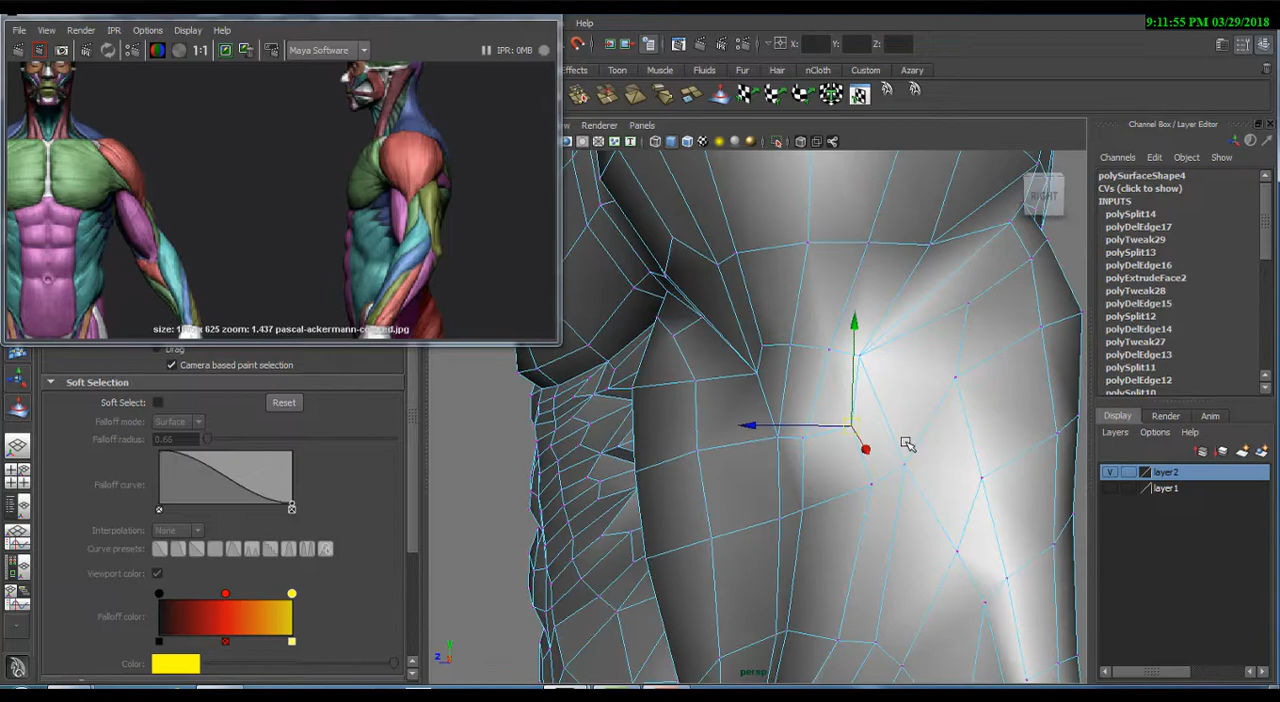 9:11:55 PM 03/29/2018
File Edit Render IPR Options Display Help
Help
1:1 Maya Software IPR: 0MB
X: Y: Z:
Effects Toon Muscle Fluids Fur Hair nCloth Custom Azary
Renderer Panels
RIGHT
size: zoom: 1.437
persp
Y
Z
Drag
Camera based paint selection
Soft Selection
Soft Select: Reset
Falloff mode: Surface
Falloff radius: 0.66
Falloff curve:
Interpolation: None
Curve presets:
Viewport color:
Falloff color:
Color:
Channel Box / Layer Editor
Channels Edit Object Show
polySurfaceShape4
CVs (click to show)
INPUTS
polySplit14
polyDelEdge17
polyTweak29
polySplit13
polyDelEdge16
polyExtrudeFace2
polyTweak28
polyDelEdge15
polySplit12
polyDelEdge14
polyTweak27
polyDelEdge13
polySplit11
polyDelEdge12
polySplit10
Display Render Anim
Layers Options Help
V layer2
layer1